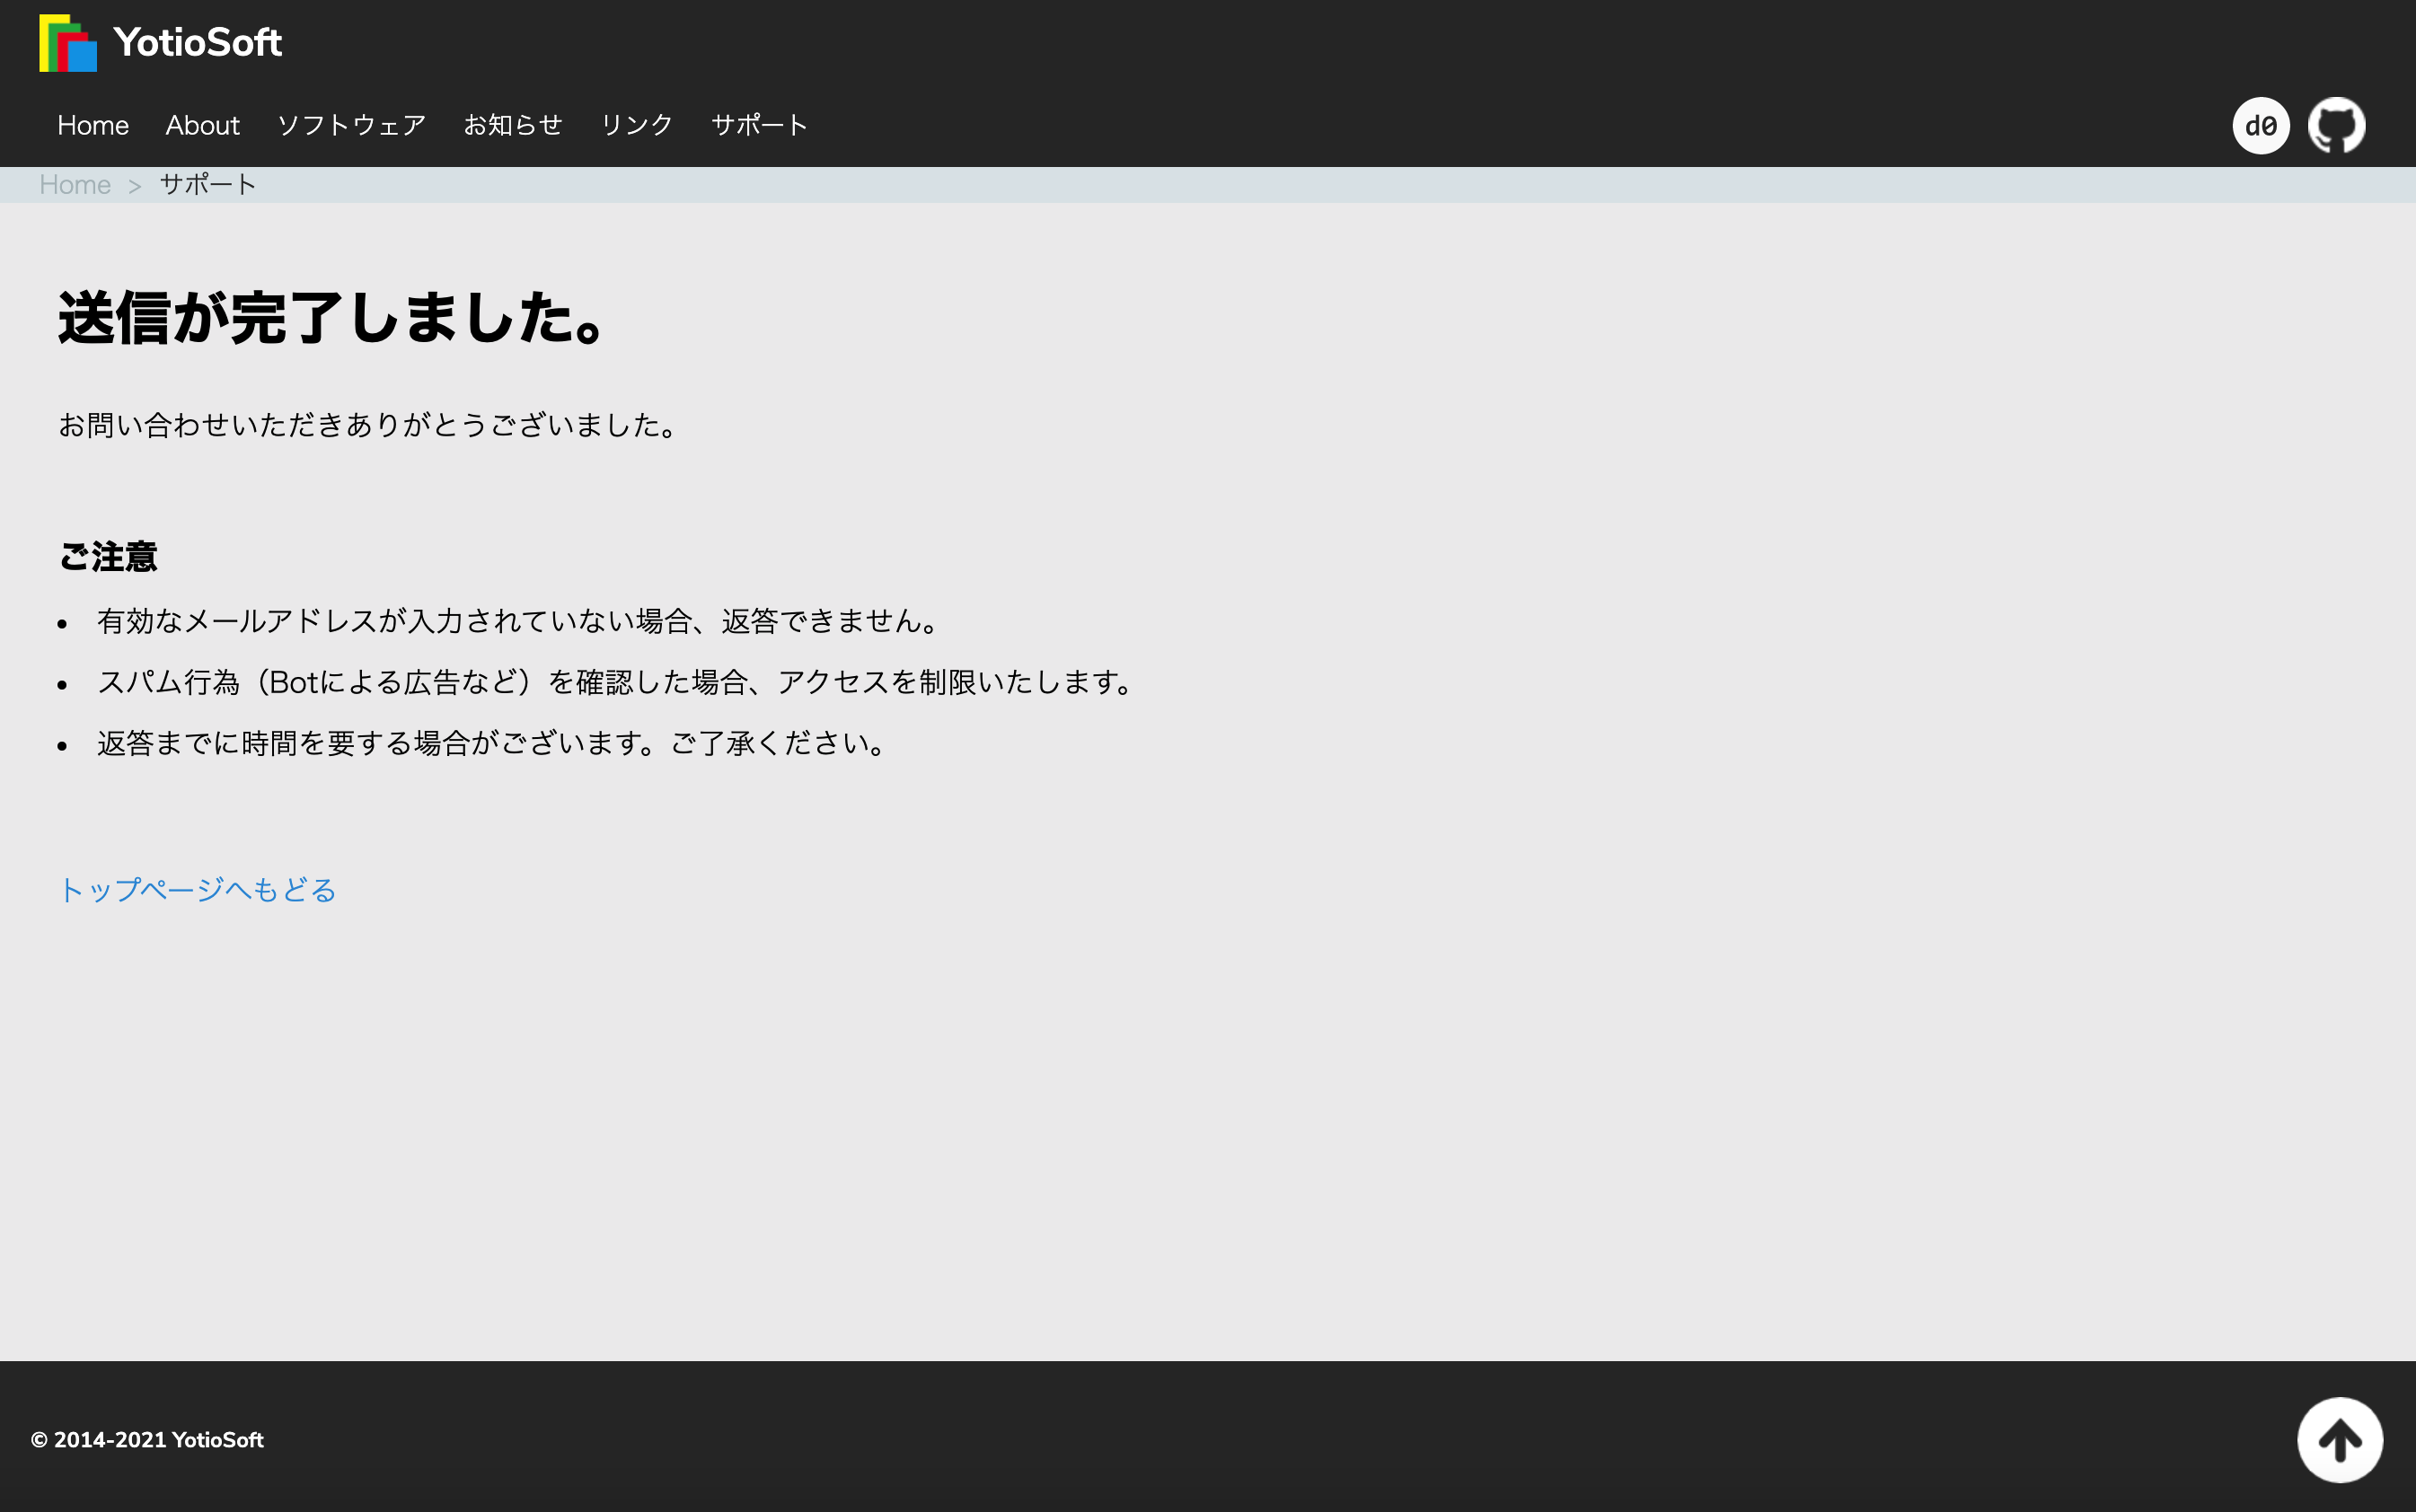 YotioSoft
Home About ソフトウェア お知らせ リンク サポート d0
Home > サポート
送信が完了しました。
お問い合わせいただきありがとうございました。
ご注意
• 有効なメールアドレスが入力されていない場合、返答できません。
• スパム行為（Botによる広告など）を確認した場合、アクセスを制限いたします。
• 返答までに時間を要する場合がございます。ご了承ください。
トップページへもどる
© 2014-2021 YotioSoft